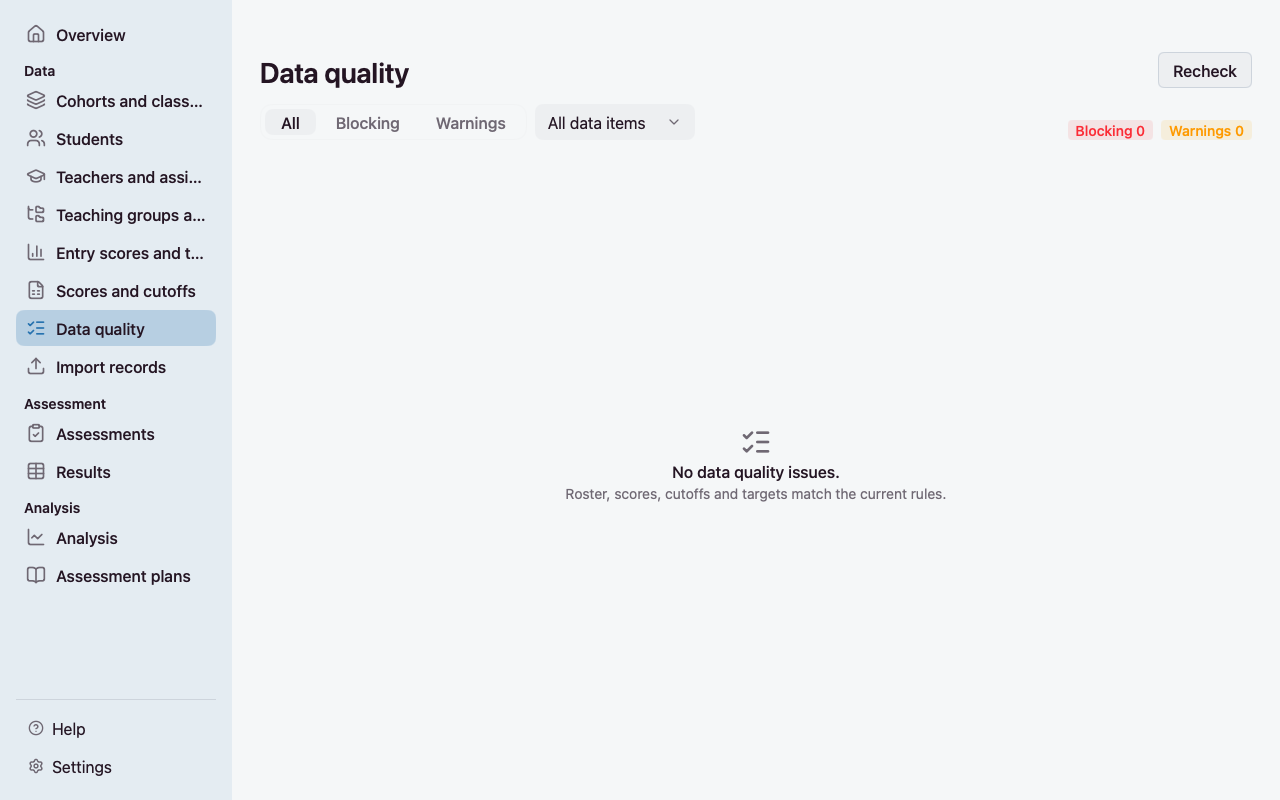 Overview
Data
Cohorts and class...
Students
Teachers and assi...
Teaching groups a...
Entry scores and t...
Scores and cutoffs
Data quality
Import records
Assessment
Assessments
Results
Analysis
Analysis
Assessment plans
Help
Settings
Data quality
Recheck
All
Blocking
Warnings
All data items
Blocking 0
Warnings 0
No data quality issues.
Roster, scores, cutoffs and targets match the current rules.